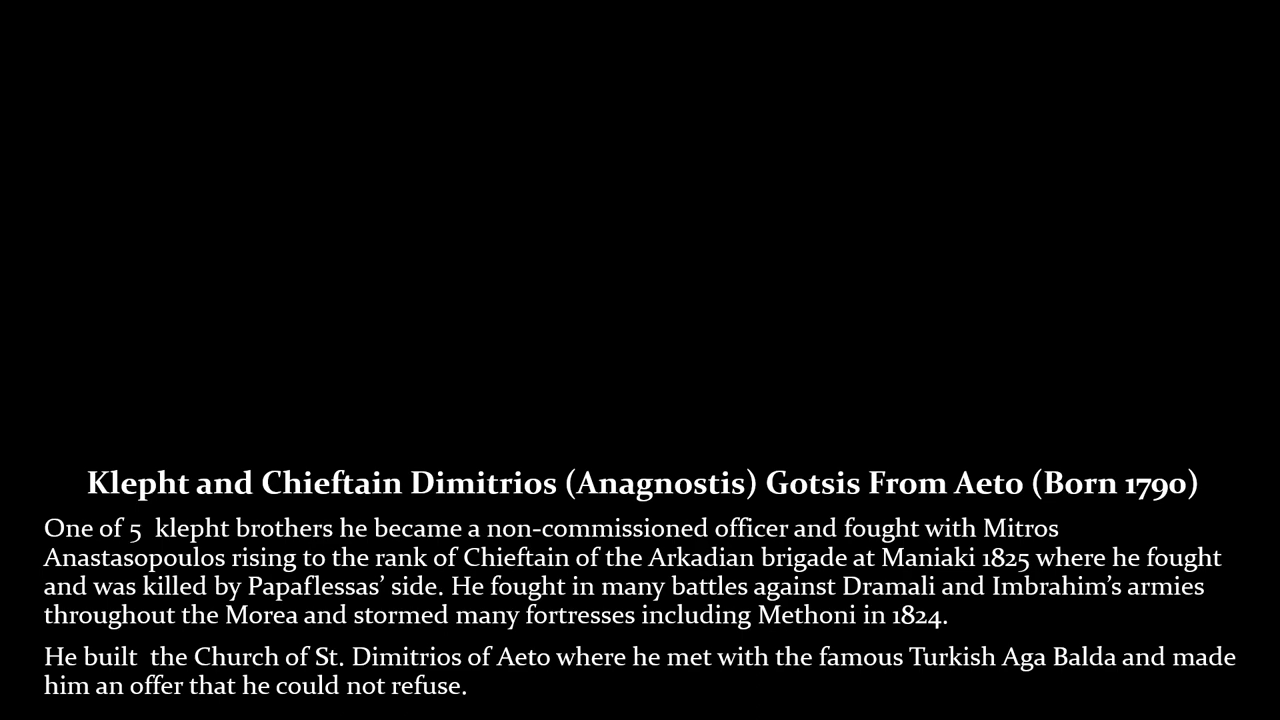 Klepht and Chieftain Dimitrios (Anagnostis) Gotsis From Aeto (Born 1790)
One of 5  klepht brothers he became a non-commissioned officer and fought with Mitros
Anastasopoulos rising to the rank of Chieftain of the Arkadian brigade at Maniaki 1825 where he fought
and was killed by Papaflessas’ side. He fought in many battles against Dramali and Imbrahim’s armies
throughout the Morea and stormed many fortresses including Methoni in 1824.
He built  the Church of St. Dimitrios of Aeto where he met with the famous Turkish Aga Balda and made
him an offer that he could not refuse.